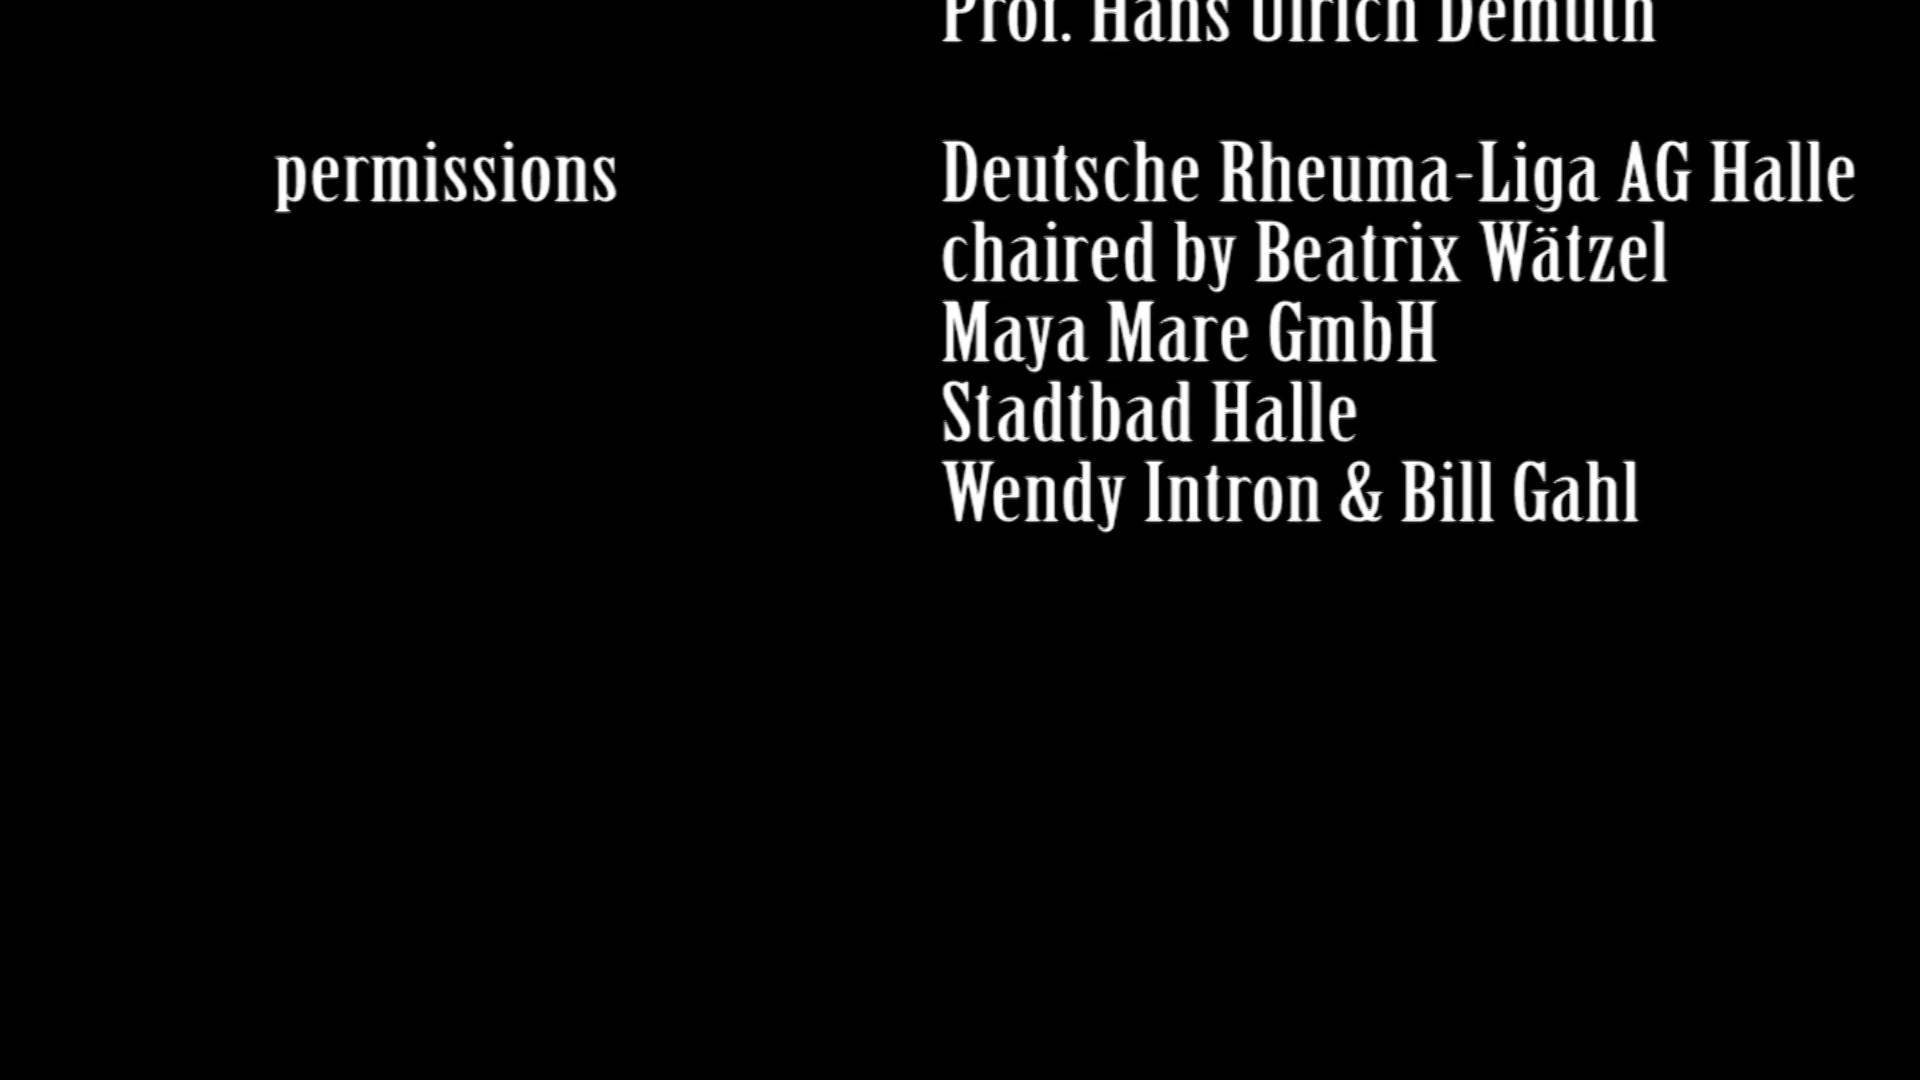 Prof. Hans Ulrich Demuth
permissions Deutsche Rheuma-Liga AG Halle
chaired by Beatrix Wätzel
Maya Mare GmbH
Stadtbad Halle
Wendy Intron & Bill Gahl